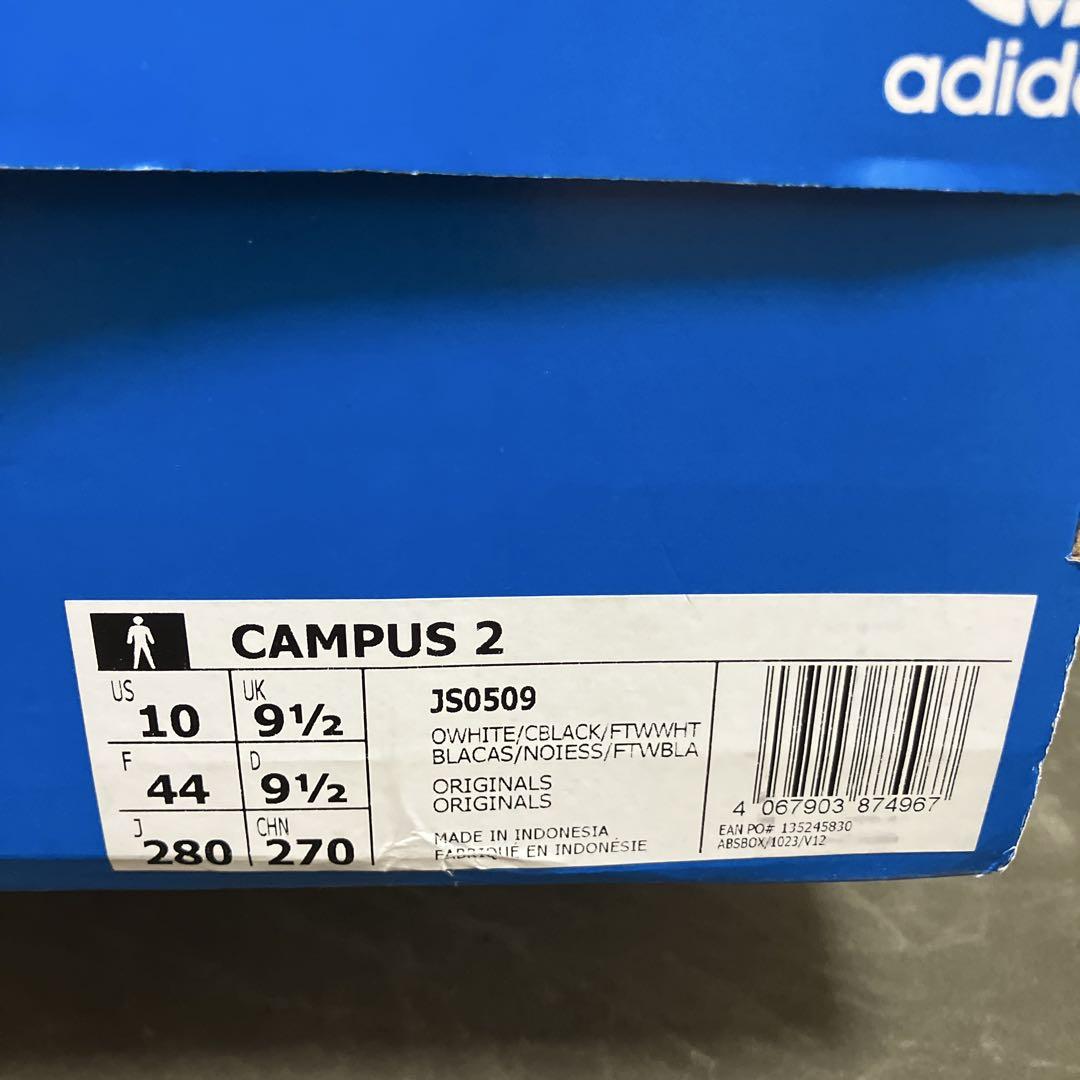 adida
CAMPUS 2
US 10
UK 9½
F 44
D 9½
J 280
CHN 270
JS0509
OWHITE/CBLACK/FTWWHT
BLACAS/NOIESS/FTWBLA
ORIGINALS
ORIGINALS
MADE IN INDONESIA
FABRIQUÉ EN INDONÉSIE
4 067903 874967
EAN PO# 135245830
ABSBOX/1023/V12